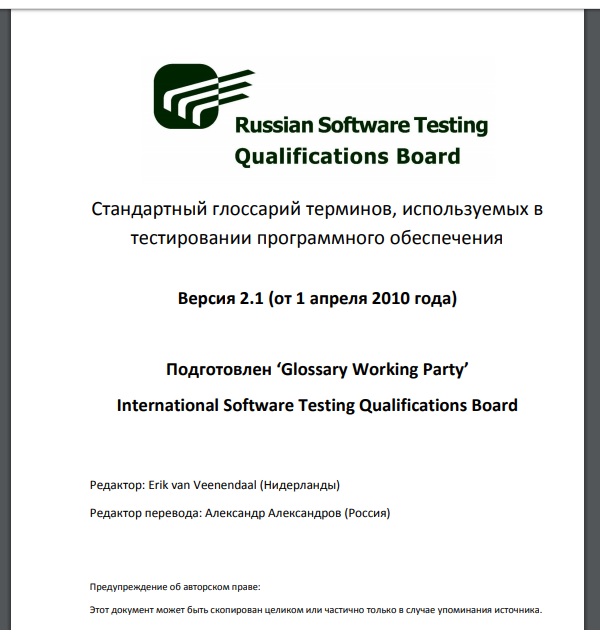 Russian Software Testing
Qualifications Board
Стандартный глоссарий терминов, используемых в
тестировании программного обеспечения
Версия 2.1 (от 1 апреля 2010 года)
Подготовлен ‘Glossary Working Party’
International Software Testing Qualifications Board
Редактор: Erik van Veenendaal (Нидерланды)
Редактор перевода: Александр Александров (Россия)
Предупреждение об авторском праве:
Этот документ может быть скопирован целиком или частично только в случае упоминания источника.